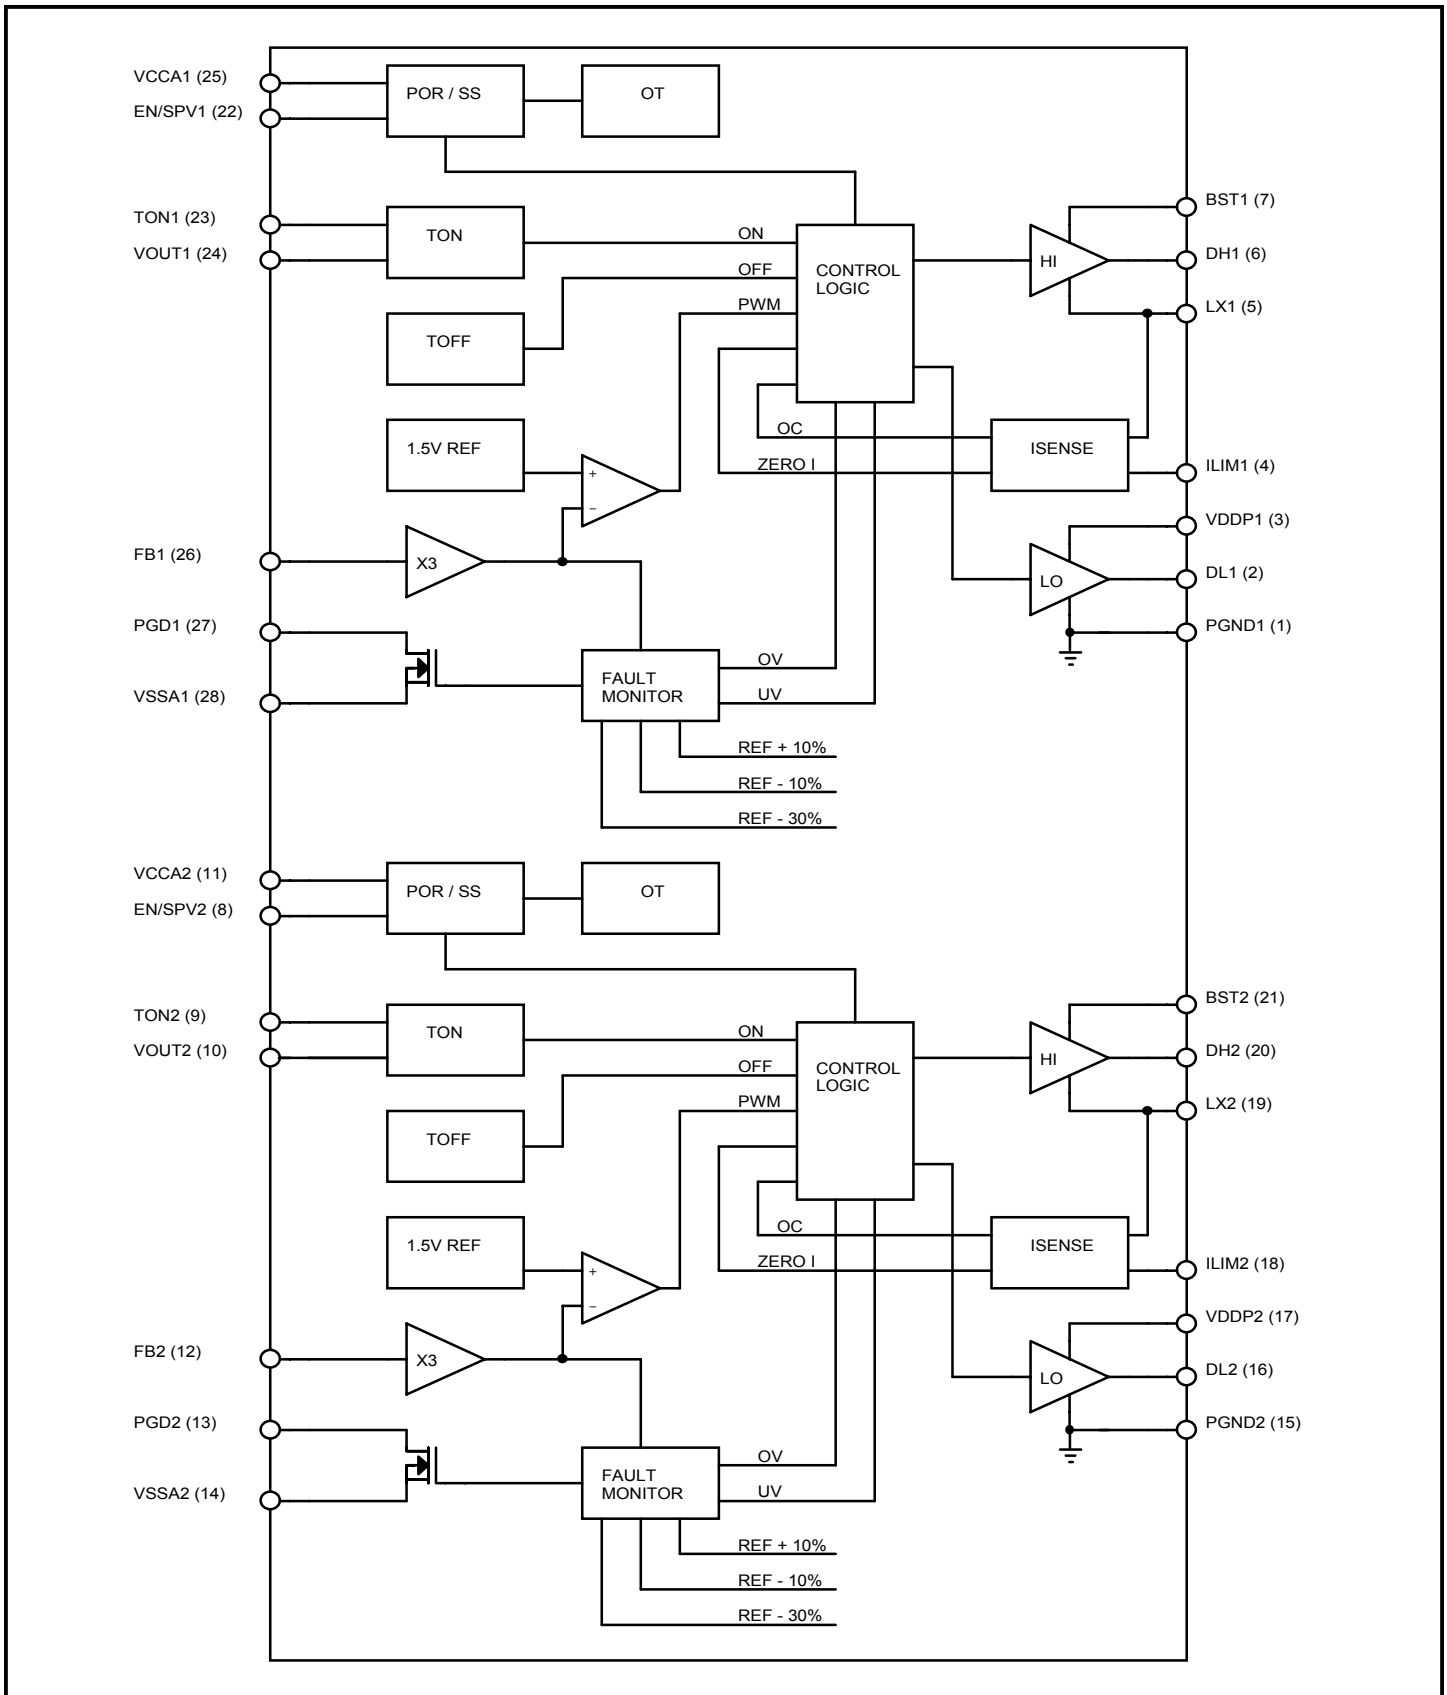 VCCA1 (25)
POR / SS
OT
EN/SPV1 (22)
BST1 (7)
TON1 (23)
TON
ON
VOUT1 (24)
HI
DH1 (6)
OFF
CONTROL
LOGIC
PWM
LX1 (5)
TOFF
OC
1.5V REF
ISENSE
ZERO I
ILIM1 (4)
+
−
VDDP1 (3)
FB1 (26)
X3
LO
DL1 (2)
PGD1 (27)
PGND1 (1)
OV
FAULT
MONITOR
VSSA1 (28)
UV
REF + 10%
REF - 10%
REF - 30%
VCCA2 (11)
POR / SS
OT
EN/SPV2 (8)
BST2 (21)
TON2 (9)
TON
ON
VOUT2 (10)
HI
DH2 (20)
OFF
CONTROL
LOGIC
PWM
LX2 (19)
TOFF
OC
1.5V REF
ISENSE
ZERO I
ILIM2 (18)
+
−
VDDP2 (17)
FB2 (12)
X3
LO
DL2 (16)
PGD2 (13)
PGND2 (15)
OV
FAULT
MONITOR
VSSA2 (14)
UV
REF + 10%
REF - 10%
REF - 30%